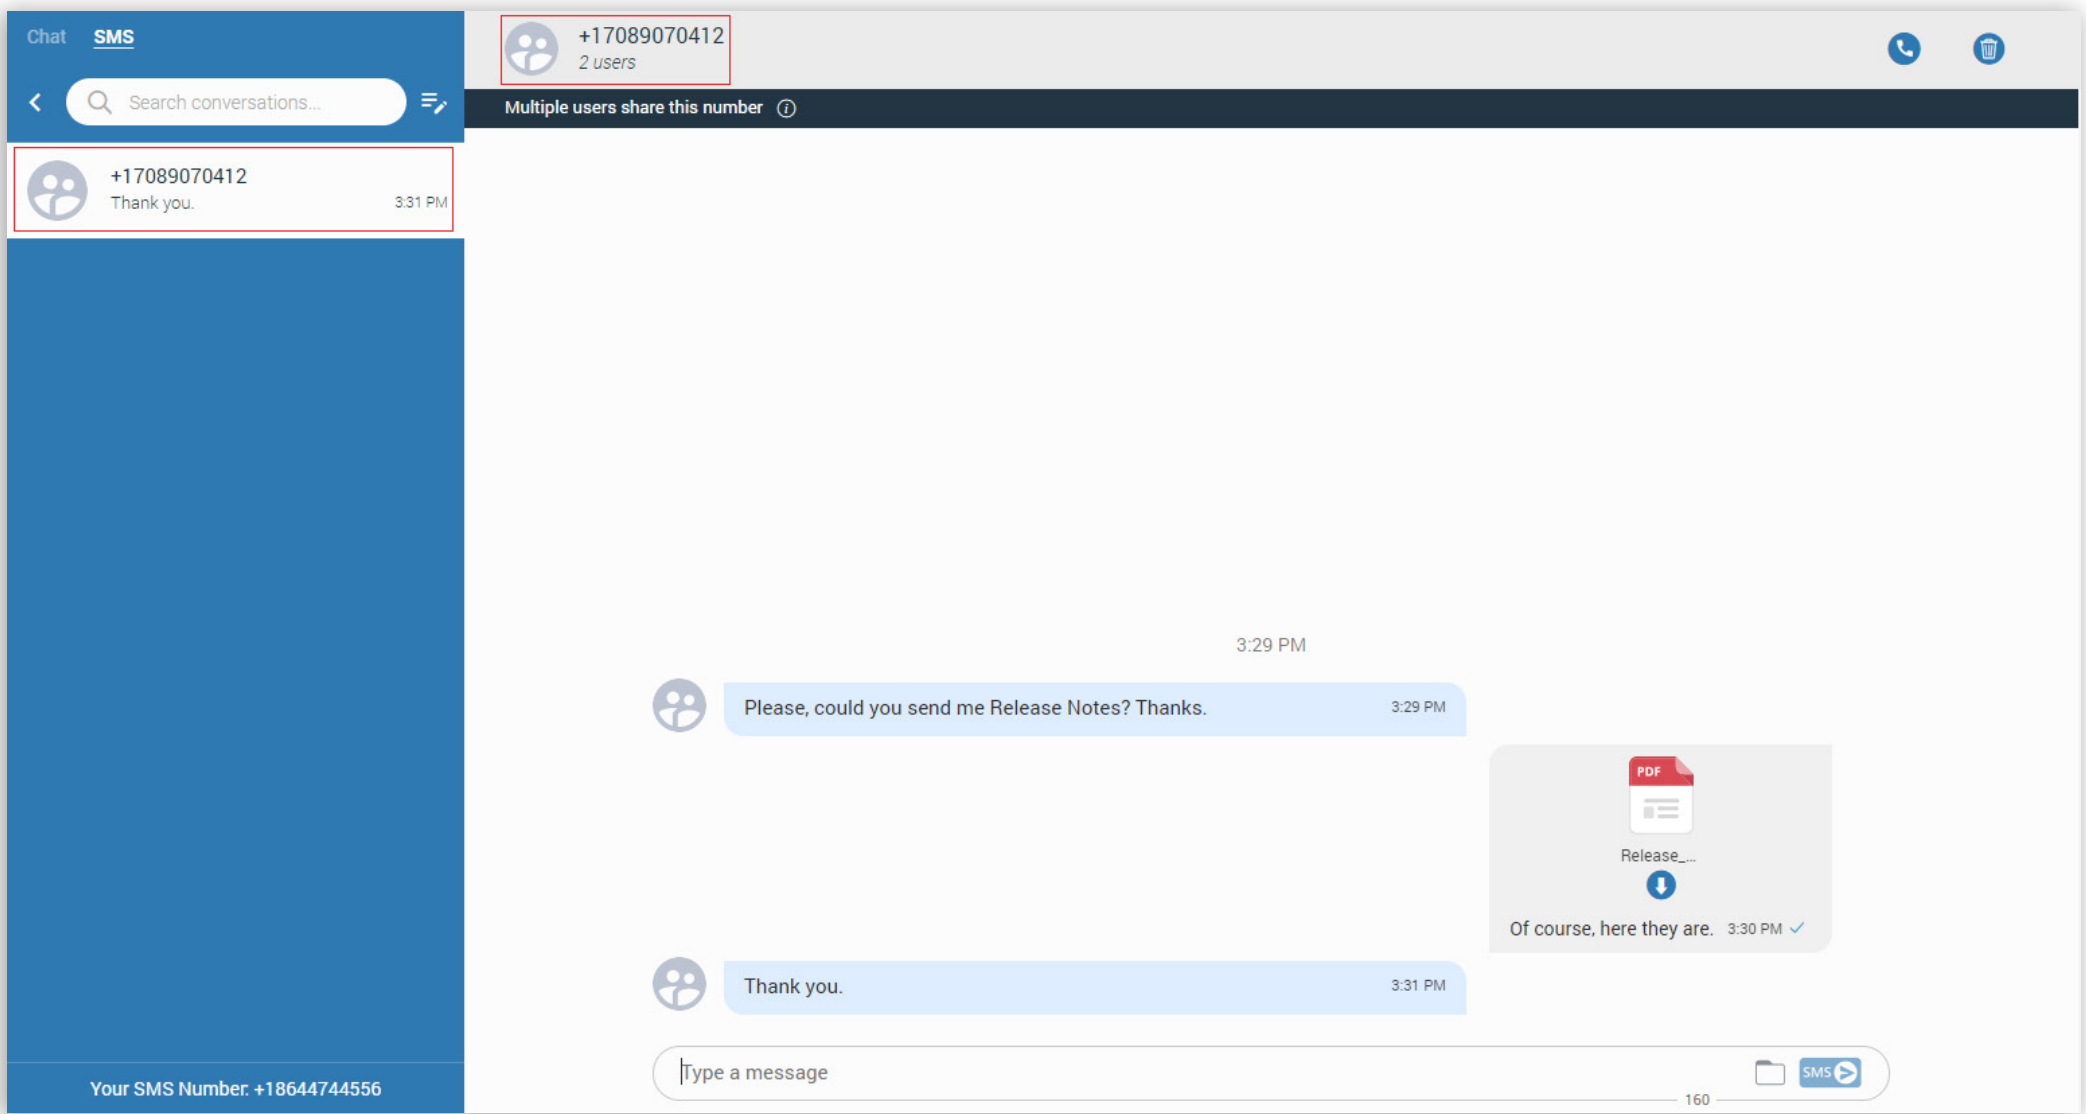 Chat SMS
Search conversations...
+17089070412
Thank you. 3:31 PM
Your SMS Number: +18644744556
+17089070412
2 users
Multiple users share this number
3:29 PM
Please, could you send me Release Notes? Thanks. 3:29 PM
PDF
Release_...
Of course, here they are. 3:30 PM
Thank you. 3:31 PM
Type a message
SMS
160